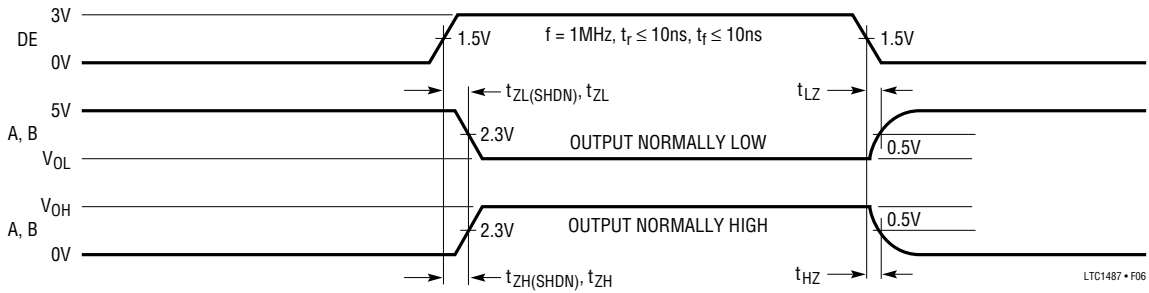 3V
DE
1.5V
f = 1MHz, tr ≤ 10ns, tf ≤ 10ns
1.5V
0V
tZL(SHDN), tZL
tLZ
5V
A, B
2.3V
OUTPUT NORMALLY LOW
0.5V
VOL
VOH
A, B
2.3V
OUTPUT NORMALLY HIGH
0.5V
0V
tZH(SHDN), tZH
tHZ
LTC1487 • F06